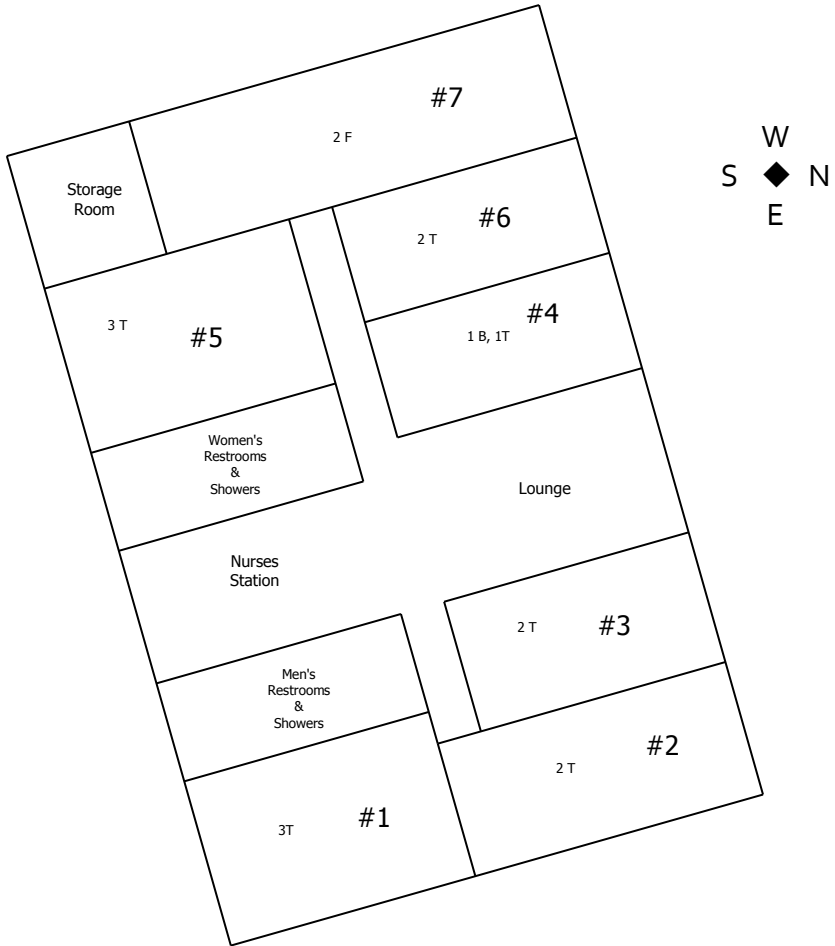 #7
2 F
W
S N
E
Storage
Room
#6
2 T
#4
1 B, 1T
3 T
#5
Women's
Restrooms
&
Showers
Lounge
Nurses
Station
2 T
#3
Men's
Restrooms
&
Showers
#2
2 T
#1
3T